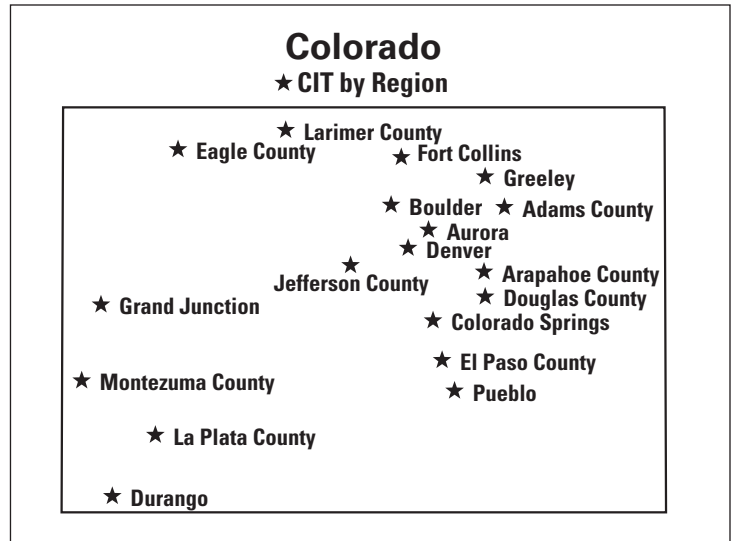 Colorado
★ CIT by Region
★ Larimer County
★ Eagle County
★ Fort Collins
★ Greeley
★ Boulder
★ Adams County
★ Aurora
★ Denver
★ Jefferson County
★ Arapahoe County
★ Douglas County
★ Grand Junction
★ Colorado Springs
★ El Paso County
★ Montezuma County
★ Pueblo
★ La Plata County
★ Durango